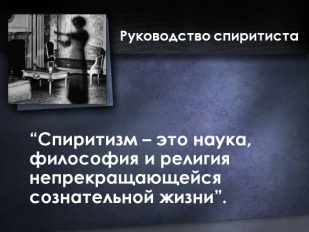 Руководство спиритиста
“Спиритизм – это наука,
философия и религия
непрекращающейся
сознательной жизни”.